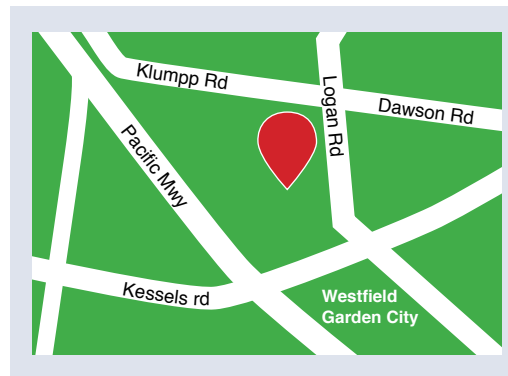 Klumpp Rd
Dawson Rd
Logan Rd
Pacific Mwy
Kessels rd
Westfield
Garden City